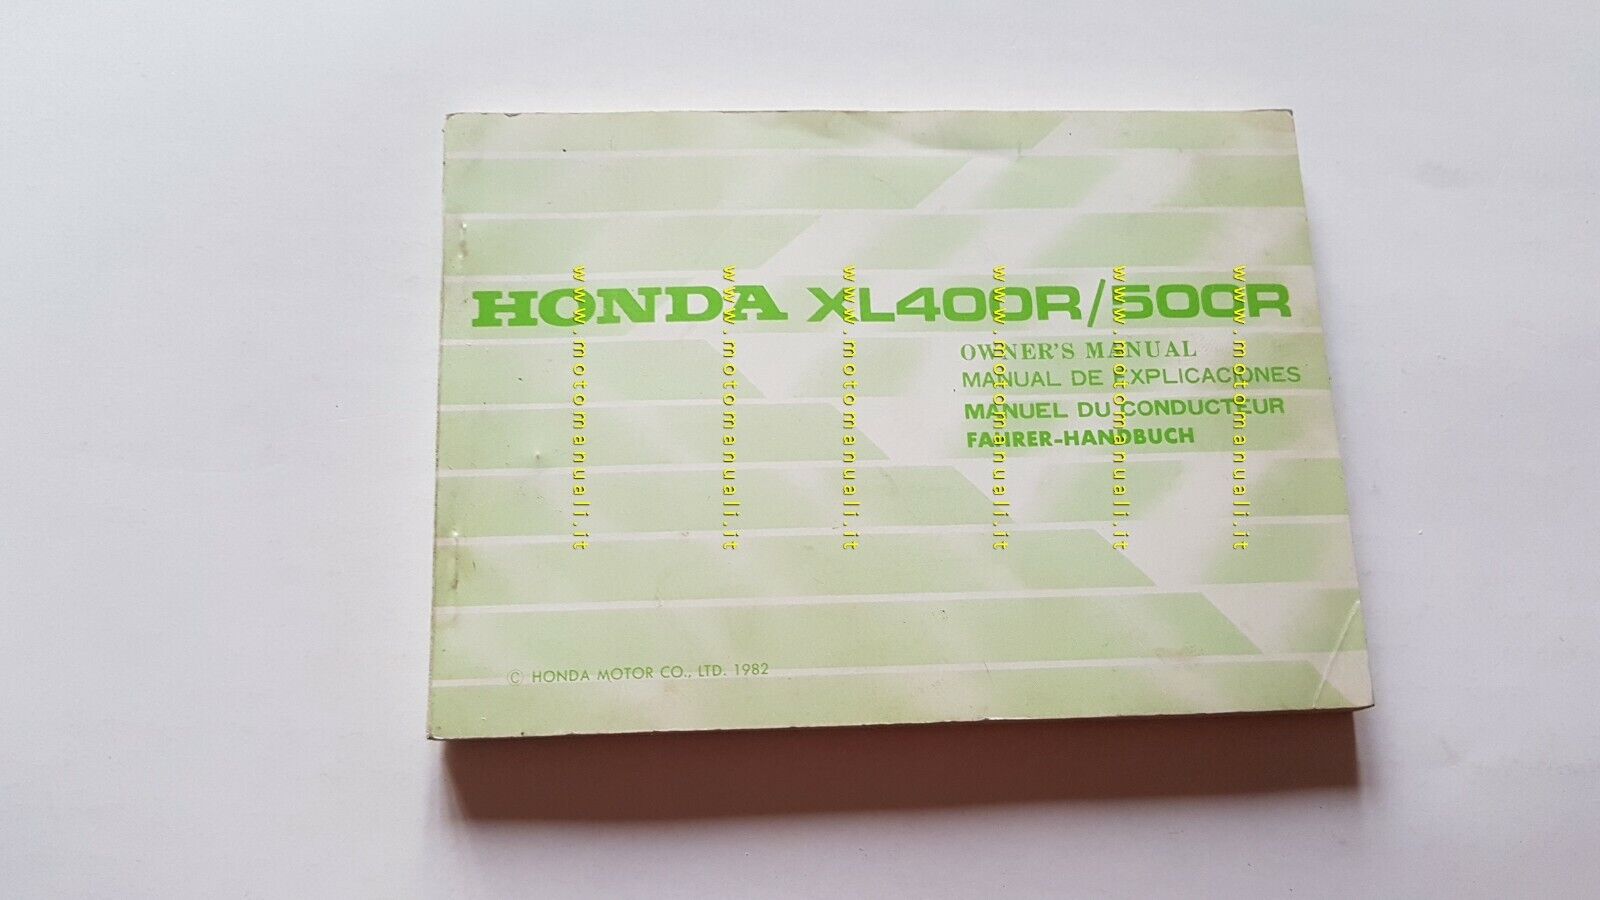 HONDA XL400R/500R
OWNER'S MANUAL
MANUAL DE EXPLICACIONES
MANUEL DU CONDUCTEUR
FAHRER-HANDBUCH
© HONDA MOTOR CO., LTD. 1982
www.motomanuali.it
www.motomanuali.it
www.motomanuali.it
www.motomanuali.it
www.motomanuali.it
www.motomanuali.it